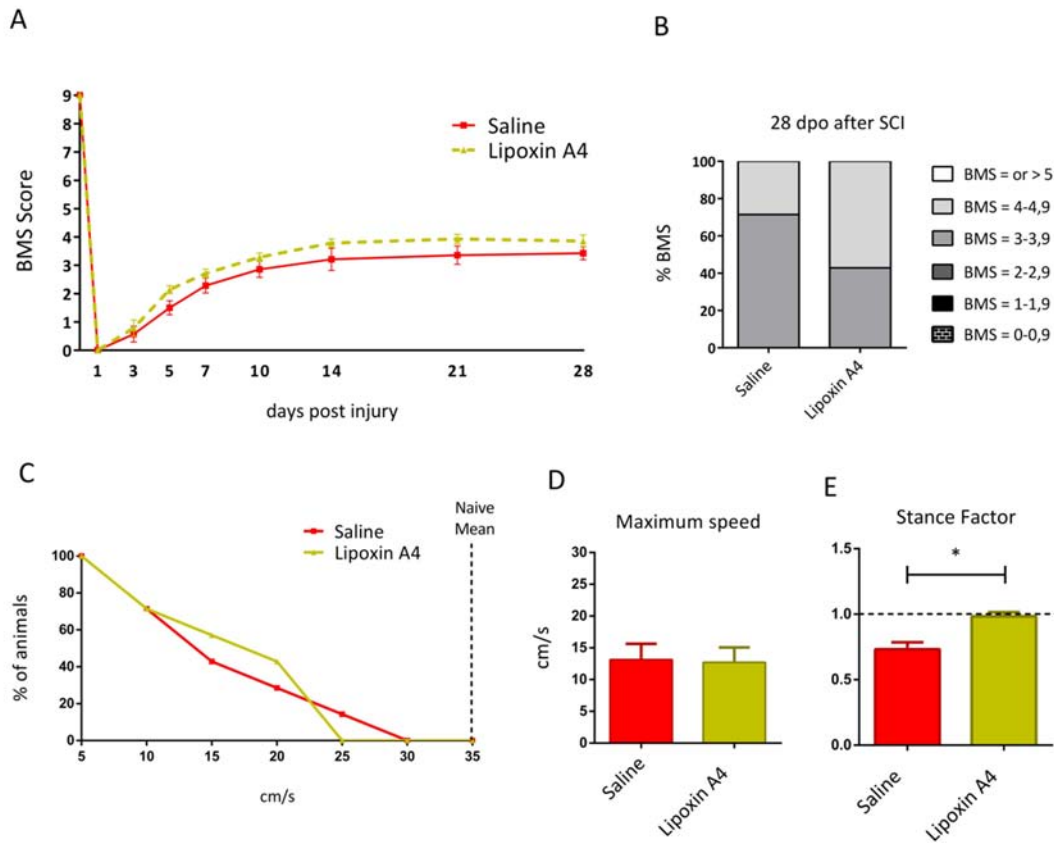 A
9
8
7
6
5
4
3
2
1
0
BMS Score
Saline
Lipoxin A4
1 3 5 7 10 14 21 28
days post injury
B
28 dpo after SCI
100
80
60
40
20
0
% BMS
Saline
Lipoxin A4
BMS = or > 5
BMS = 4-4,9
BMS = 3-3,9
BMS = 2-2,9
BMS = 1-1,9
BMS = 0-0,9
C
Naive
Mean
Saline
Lipoxin A4
100
80
60
40
20
0
% of animals
5 10 15 20 25 30 35
cm/s
D
Maximum speed
30
25
20
15
10
5
0
cm/s
Saline
Lipoxin A4
E
Stance Factor
*
1.5
1.0
0.5
0.0
Saline
Lipoxin A4